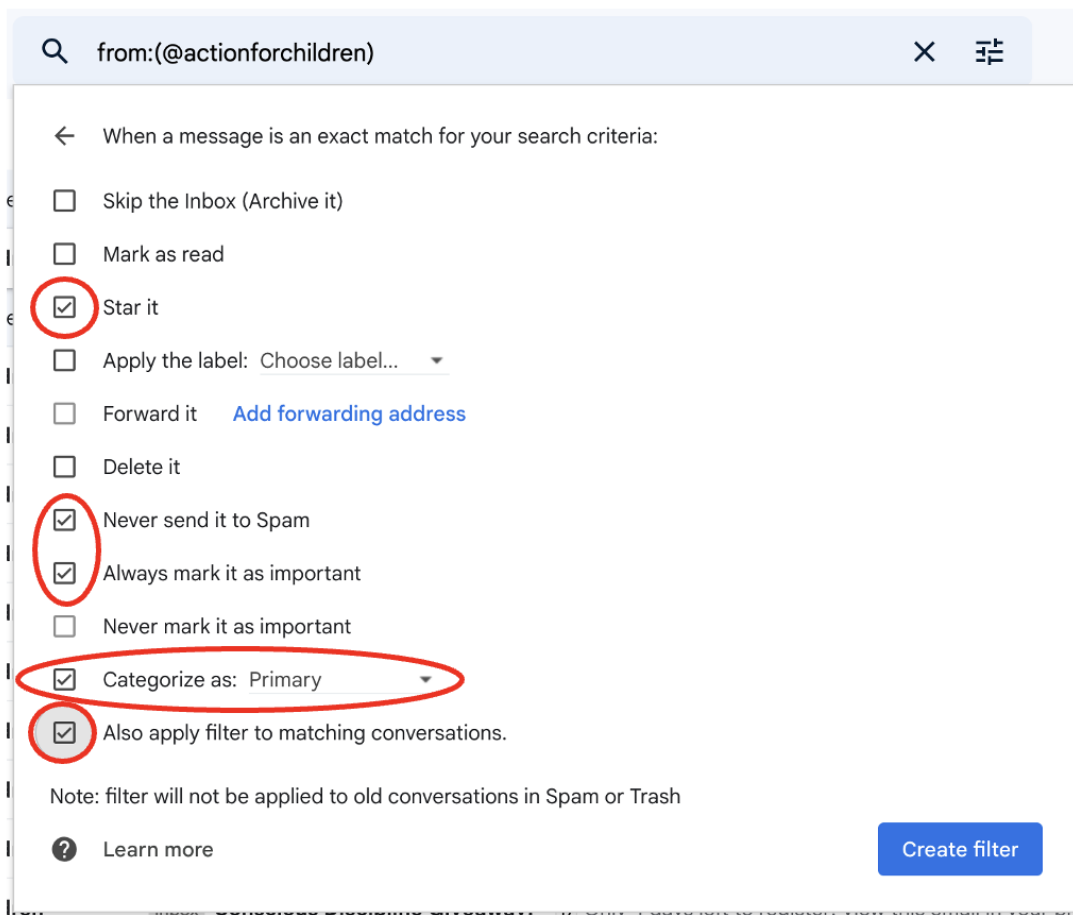 from:(@actionforchildren)
When a message is an exact match for your search criteria:
Skip the Inbox (Archive it)
Mark as read
Star it
Apply the label: Choose label...
Forward it Add forwarding address
Delete it
Never send it to Spam
Always mark it as important
Never mark it as important
Categorize as: Primary
Also apply filter to matching conversations.
Note: filter will not be applied to old conversations in Spam or Trash
Learn more
Create filter